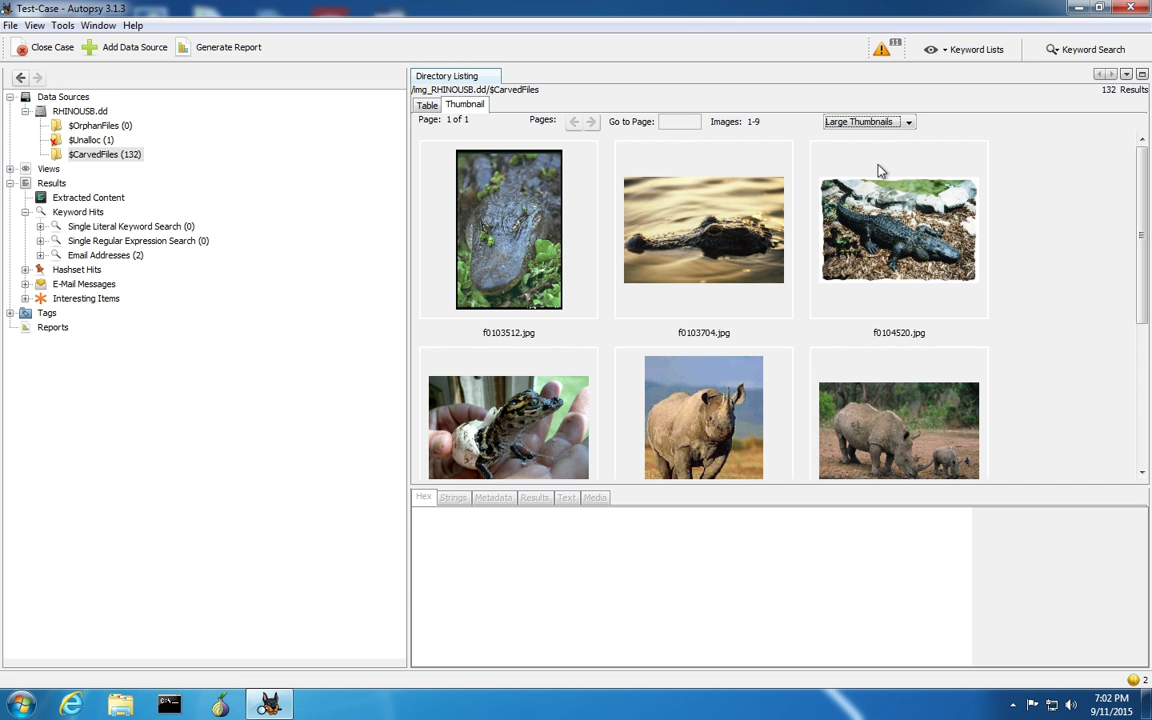 Test-Case - Autopsy 3.1.3
File View Tools Window Help
Close Case Add Data Source Generate Report 11 Keyword Lists Keyword Search
Directory Listing
/img_RHINOUSB.dd/$CarvedFiles 132 Results
Table Thumbnail
Page: 1 of 1 Pages: Go to Page: Images: 1-9 Large Thumbnails
Data Sources
RHINOUSB.dd
$OrphanFiles (0)
$Unalloc (1)
$CarvedFiles (132)
Views
Results
Extracted Content
Keyword Hits
Single Literal Keyword Search (0)
Single Regular Expression Search (0)
Email Addresses (2)
Hashset Hits
E-Mail Messages
Interesting Items
Tags
Reports
f0103512.jpg f0103704.jpg f0104520.jpg
Hex Strings Metadata Results Text Media
2
7:02 PM
9/11/2015